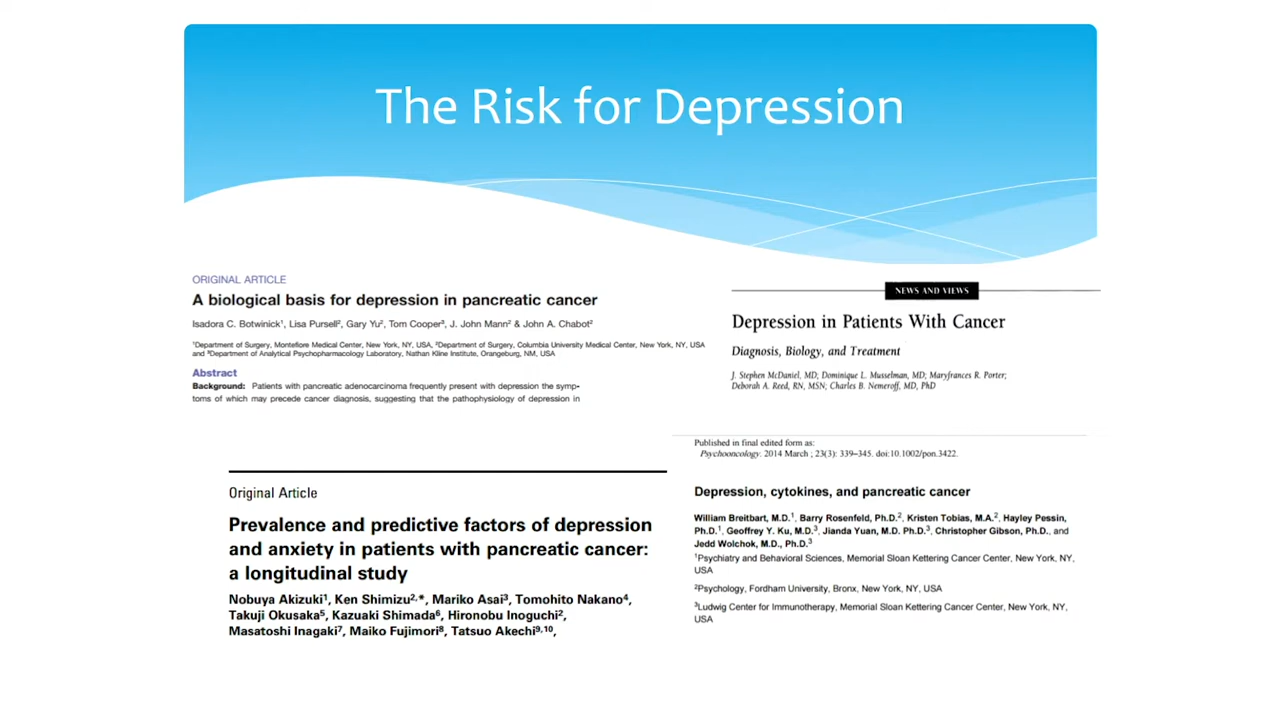 The Risk for Depression
ORIGINAL ARTICLE
A biological basis for depression in pancreatic cancer
Isadora C. Botwinick¹, Lisa Pursell², Gary Yu², Tom Cooper³, J. John Mann² & John A. Chabot²
¹Department of Surgery, Montefiore Medical Center, New York, NY, USA, ²Department of Surgery, Columbia University Medical Center, New York, NY, USA
and ³Department of Analytical Psychopharmacology Laboratory, Nathan Kline Institute, Orangeburg, NM, USA
Abstract
Background: Patients with pancreatic adenocarcinoma frequently present with depression the symp-
toms of which may precede cancer diagnosis, suggesting that the pathophysiology of depression in
NEWS AND VIEWS
Depression in Patients With Cancer
Diagnosis, Biology, and Treatment
J. Stephen McDaniel, MD; Dominique L. Musselman, MD; Maryfrances R. Porter;
Deborah A. Reed, RN, MSN; Charles B. Nemeroff, MD, PhD
Original Article
Prevalence and predictive factors of depression
and anxiety in patients with pancreatic cancer:
a longitudinal study
Nobuya Akizuki¹, Ken Shimizu²,*, Mariko Asai³, Tomohito Nakano⁴,
Takuji Okusaka⁵, Kazuaki Shimada⁶, Hironobu Inoguchi²,
Masatoshi Inagaki⁷, Maiko Fujimori⁸, Tatsuo Akechi⁹,¹⁰,
Published in final edited form as:
Psychooncology. 2014 March ; 23(3): 339–345. doi:10.1002/pon.3422.
Depression, cytokines, and pancreatic cancer
William Breitbart, M.D.¹, Barry Rosenfeld, Ph.D.², Kristen Tobias, M.A.², Hayley Pessin,
Ph.D.¹, Geoffrey Y. Ku, M.D.³, Jianda Yuan, M.D. Ph.D.³, Christopher Gibson, Ph.D., and
Jedd Wolchok, M.D., Ph.D.³
¹Psychiatry and Behavioral Sciences, Memorial Sloan Kettering Cancer Center, New York, NY,
USA
²Psychology, Fordham University, Bronx, New York, NY, USA
³Ludwig Center for Immunotherapy, Memorial Sloan Kettering Cancer Center, New York, NY,
USA